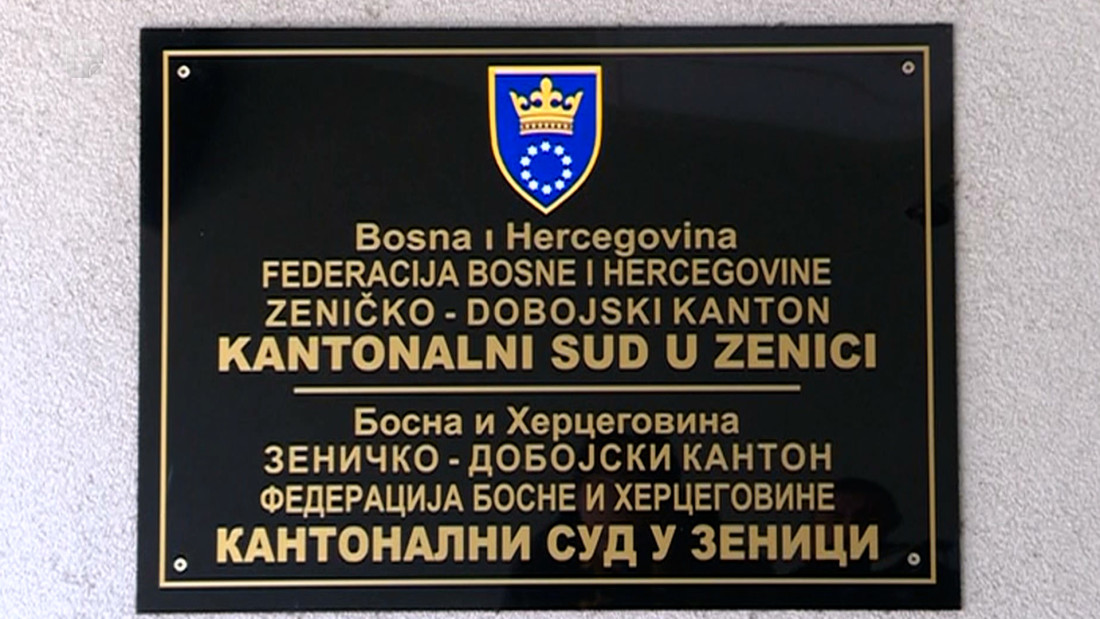 Bosna ı Hercegovina
FEDERACIJA BOSNE I HERCEGOVINE
ZENIČKO - DOBOJSKI KANTON
KANTONALNI SUD U ZENICI
Босна и Херцеговина
ЗЕНИЧКО - ДОБОЈСКИ КАНТОН
ФЕДЕРАЦИЈА БОСНЕ И ХЕРЦЕГОВИНЕ
КАНТОНАЛНИ СУД У ЗЕНИЦИ